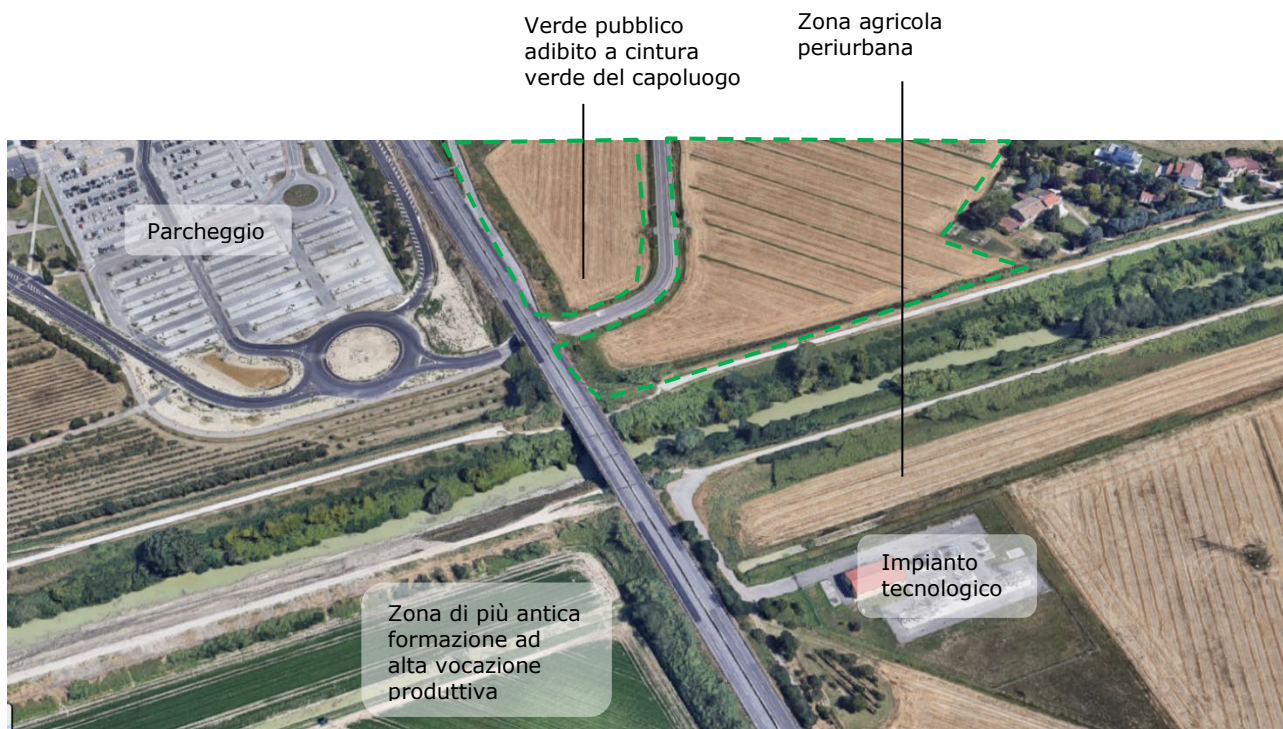 Verde pubblico
adibito a cintura
verde del capoluogo
Zona agricola
periurbana
Parcheggio
Impianto
tecnologico
Zona di più antica
formazione ad
alta vocazione
produttiva